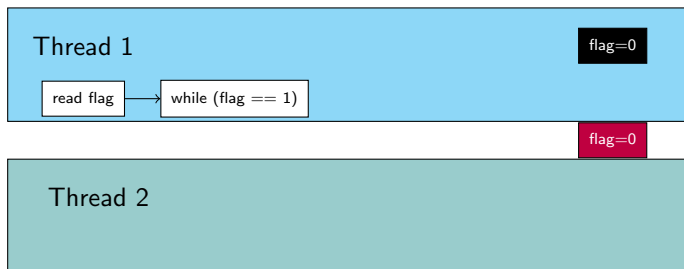 Thread 1
flag=0
read flag
while (flag == 1)
flag=0
Thread 2